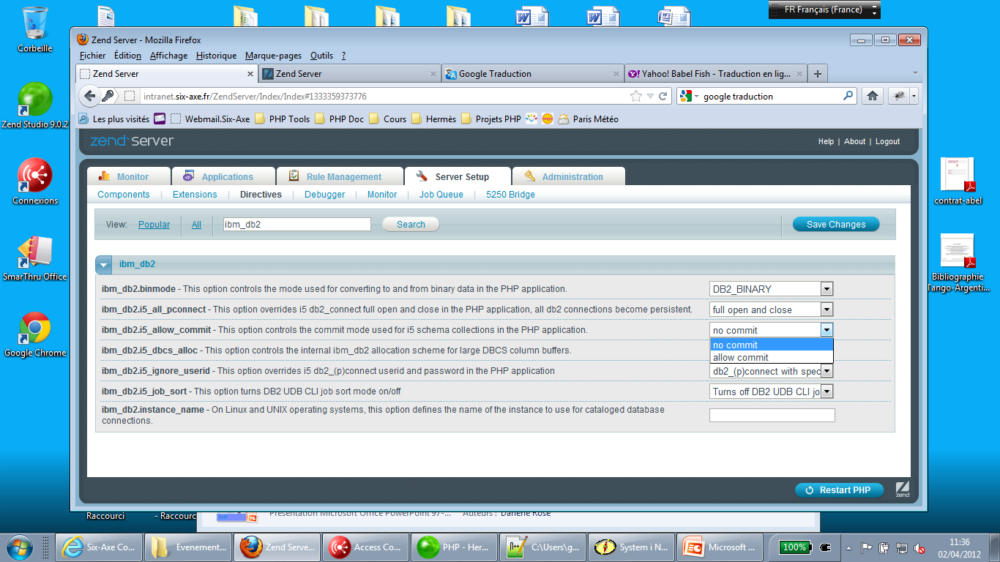 FR Français (France)
Corbeille
Zend Studio 9.0.2
Connexions
SmarThru Office
Google Chrome
contrat-abel
Bibliographie
Tango-Argenti...
Zend Server - Mozilla Firefox
Fichier Édition Affichage Historique Marque-pages Outils ?
Zend Server
Zend Server
Google Traduction
Yahoo! Babel Fish - Traduction en lig...
intranet.six-axe.fr/ZendServer/Index/Index#1333359373776
google traduction
Les plus visités Webmail.Six-Axe PHP Tools PHP Doc Cours Hermès Projets PHP Paris Météo
zend server
Help | About | Logout
Monitor Applications Rule Management Server Setup Administration
Components | Extensions | Directives | Debugger | Monitor | Job Queue | 5250 Bridge
View: Popular All ibm_db2 Search Save Changes
ibm_db2
ibm_db2.binmode - This option controls the mode used for converting to and from binary data in the PHP application. DB2_BINARY
ibm_db2.i5_all_pconnect - This option overrides i5 db2_connect full open and close in the PHP application, all db2 connections become persistent. full open and close
ibm_db2.i5_allow_commit - This option controls the commit mode used for i5 schema collections in the PHP application. no commit
no commit
allow commit
ibm_db2.i5_dbcs_alloc - This option controls the internal ibm_db2 allocation scheme for large DBCS column buffers.
ibm_db2.i5_ignore_userid - This option overrides i5 db2_(p)connect userid and password in the PHP application db2_(p)connect with spec
ibm_db2.i5_job_sort - This option turns DB2 UDB CLI job sort mode on/off Turns off DB2 UDB CLI jo
ibm_db2.instance_name - On Linux and UNIX operating systems, this option defines the name of the instance to use for cataloged database
connections.
Restart PHP
zend
Raccourci
- Raccourc
Présentation Microsoft Office PowerPoint 97-... Auteurs : Darlene Rose
Six-Axe Co...
Evenement...
Zend Serve...
Access Co...
PHP - Her...
C:\Users\g...
System i N...
Microsoft ...
100%
11:36
02/04/2012